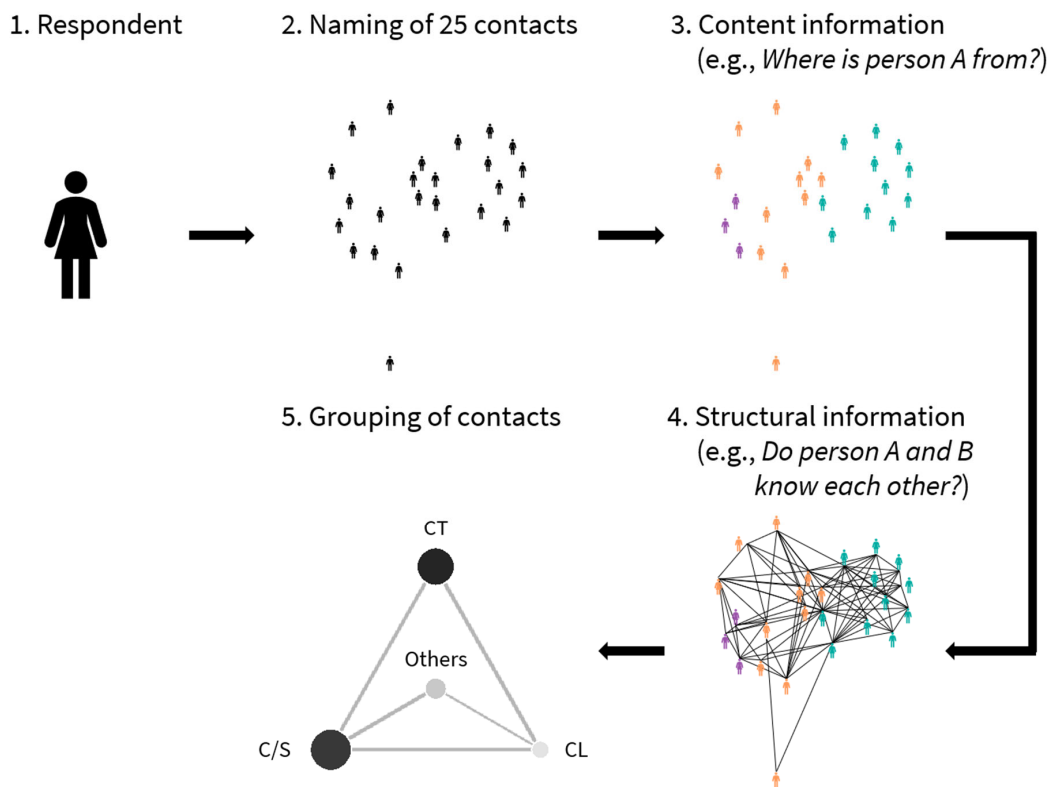 1. Respondent
2. Naming of 25 contacts
3. Content information
(e.g., Where is person A from?)
4. Structural information
(e.g., Do person A and B
know each other?)
5. Grouping of contacts
CT
Others
C/S
CL